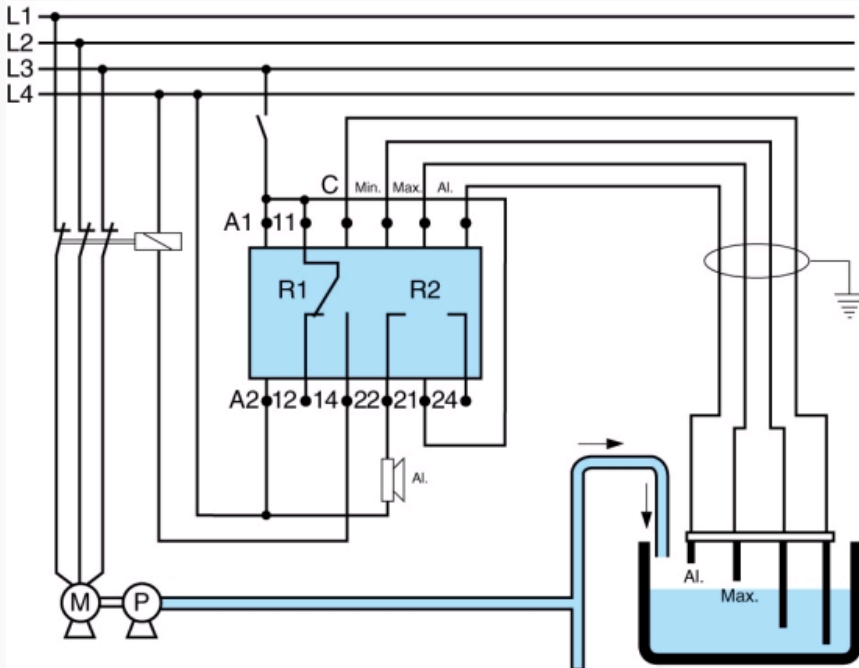 L1
L2
L3
L4
C Min. Max. Al.
A1 11
R1 R2
A2 12 14 22 21 24
Al.
M P
Al.
Max.